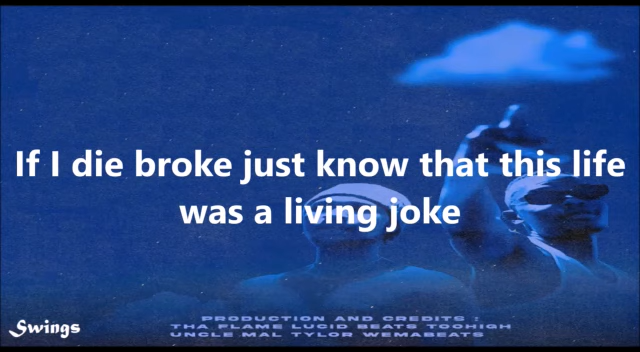 If I die broke just know that this life
was a living joke
PRODUCTION AND CREDITS :
THA FLAME LUCID BEATS TOOHIGH
UNCLE MAL TYLOR WEMABEATS
Swings